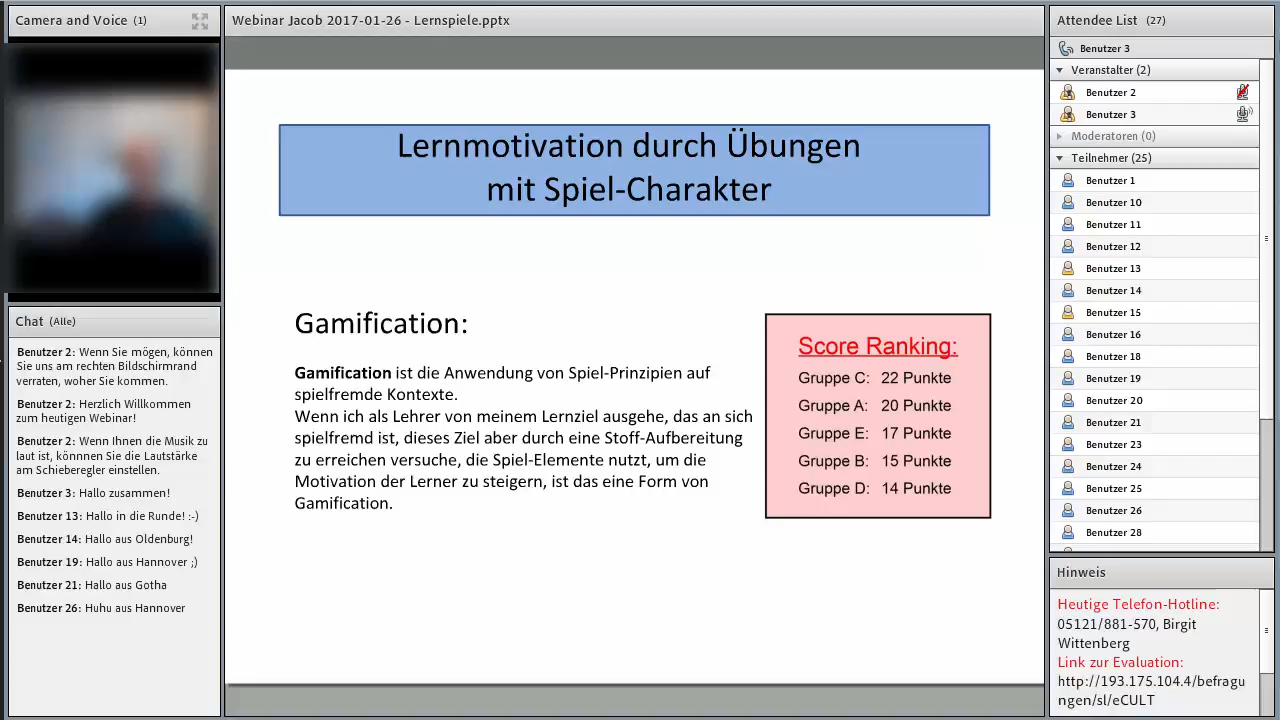 Camera and Voice (1)
Webinar Jacob 2017-01-26 - Lernspiele.pptx
Lernmotivation durch Übungen
mit Spiel-Charakter
Gamification:
Gamification ist die Anwendung von Spiel-Prinzipien auf
spielfremde Kontexte.
Wenn ich als Lehrer von meinem Lernziel ausgehe, das an sich
spielfremd ist, dieses Ziel aber durch eine Stoff-Aufbereitung
zu erreichen versuche, die Spiel-Elemente nutzt, um die
Motivation der Lerner zu steigern, ist das eine Form von
Gamification.
Score Ranking:
Gruppe C: 22 Punkte
Gruppe A: 20 Punkte
Gruppe E: 17 Punkte
Gruppe B: 15 Punkte
Gruppe D: 14 Punkte
Chat (Alle)
Benutzer 2: Wenn Sie mögen, können
Sie uns am rechten Bildschirmrand
verraten, woher Sie kommen.
Benutzer 2: Herzlich Willkommen
zum heutigen Webinar!
Benutzer 2: Wenn Ihnen die Musik zu
laut ist, könnnen Sie die Lautstärke
am Schieberegler einstellen.
Benutzer 3: Hallo zusammen!
Benutzer 13: Hallo in die Runde! :-)
Benutzer 14: Hallo aus Oldenburg!
Benutzer 19: Hallo aus Hannover ;)
Benutzer 21: Hallo aus Gotha
Benutzer 26: Huhu aus Hannover
Attendee List (27)
Benutzer 3
Veranstalter (2)
Benutzer 2
Benutzer 3
Moderatoren (0)
Teilnehmer (25)
Benutzer 1
Benutzer 10
Benutzer 11
Benutzer 12
Benutzer 13
Benutzer 14
Benutzer 15
Benutzer 16
Benutzer 18
Benutzer 19
Benutzer 20
Benutzer 21
Benutzer 23
Benutzer 24
Benutzer 25
Benutzer 26
Benutzer 28
Hinweis
Heutige Telefon-Hotline:
05121/881-570, Birgit
Wittenberg
Link zur Evaluation:
http://193.175.104.4/befragu
ngen/sl/eCULT